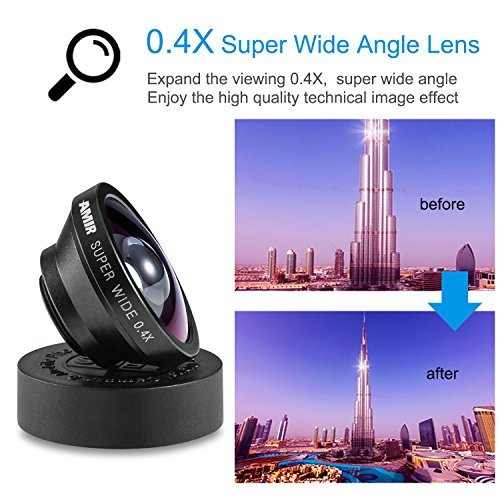 0.4X Super Wide Angle Lens
Expand the viewing 0.4X, super wide angle
Enjoy the high quality technical image effect
before
AMIR SUPER WIDE 0.4X
after